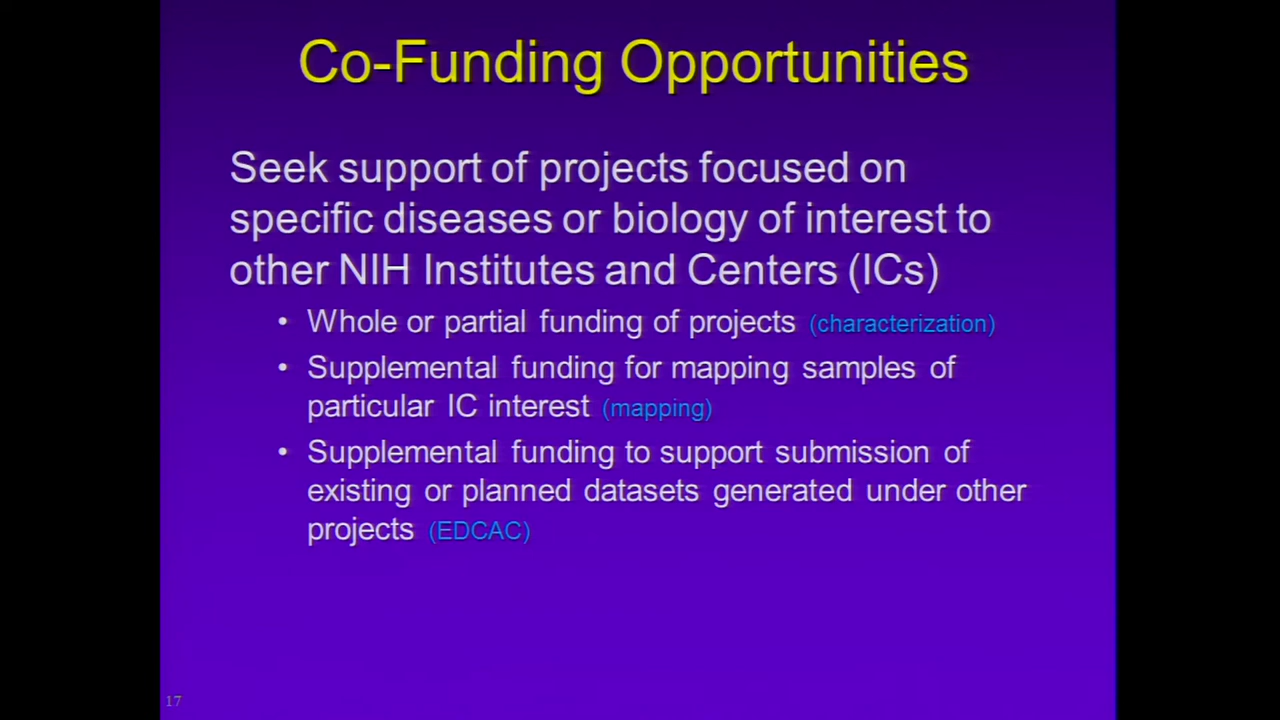 Co-Funding Opportunities
Seek support of projects focused on
specific diseases or biology of interest to
other NIH Institutes and Centers (ICs)
• Whole or partial funding of projects (characterization)
• Supplemental funding for mapping samples of
particular IC interest (mapping)
• Supplemental funding to support submission of
existing or planned datasets generated under other
projects (EDCAC)
17